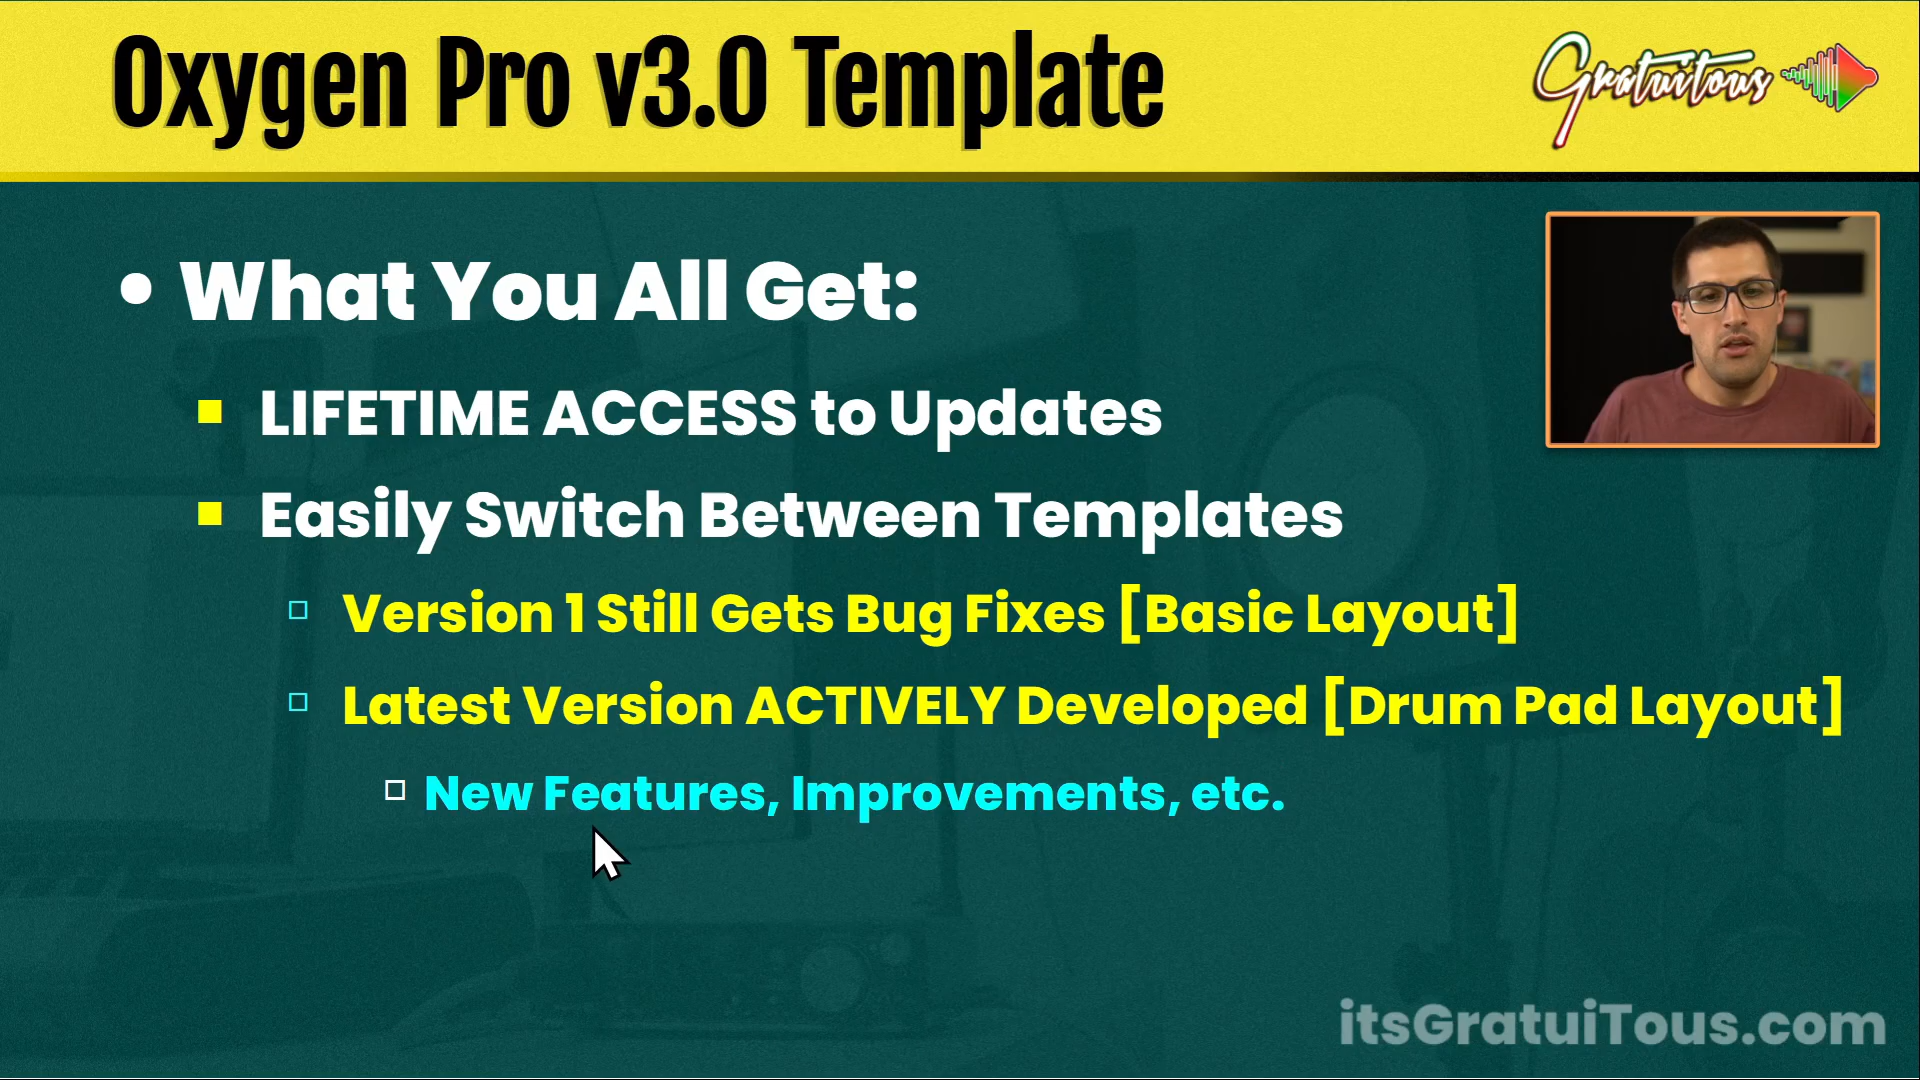 Oxygen Pro v3.0 Template
Gratuitous
• What You All Get:
LIFETIME ACCESS to Updates
Easily Switch Between Templates
Version 1 Still Gets Bug Fixes [Basic Layout]
Latest Version ACTIVELY Developed [Drum Pad Layout]
New Features, Improvements, etc.
itsGratuiTous.com